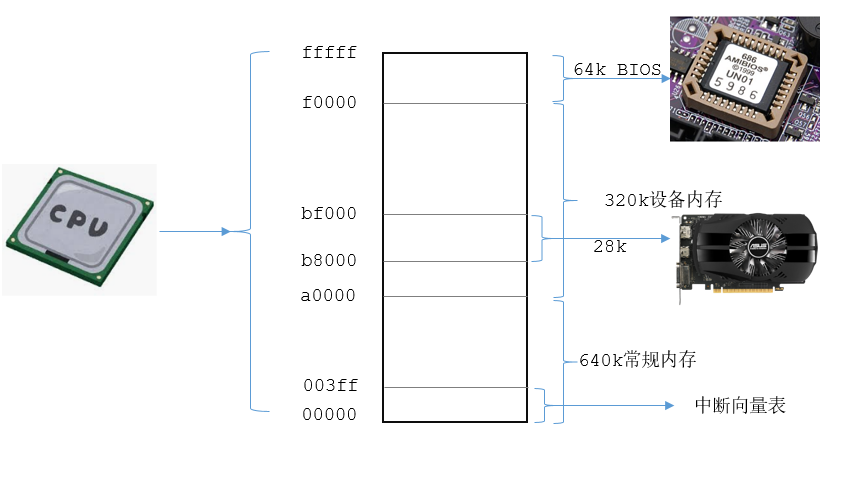 fffff
64k BIOS
686
AMIBIOS®
©1999
UN01
5986
f0000
CPU
bf000
320k设备内存
28k
b8000
a0000
640k常规内存
003ff
00000
中断向量表